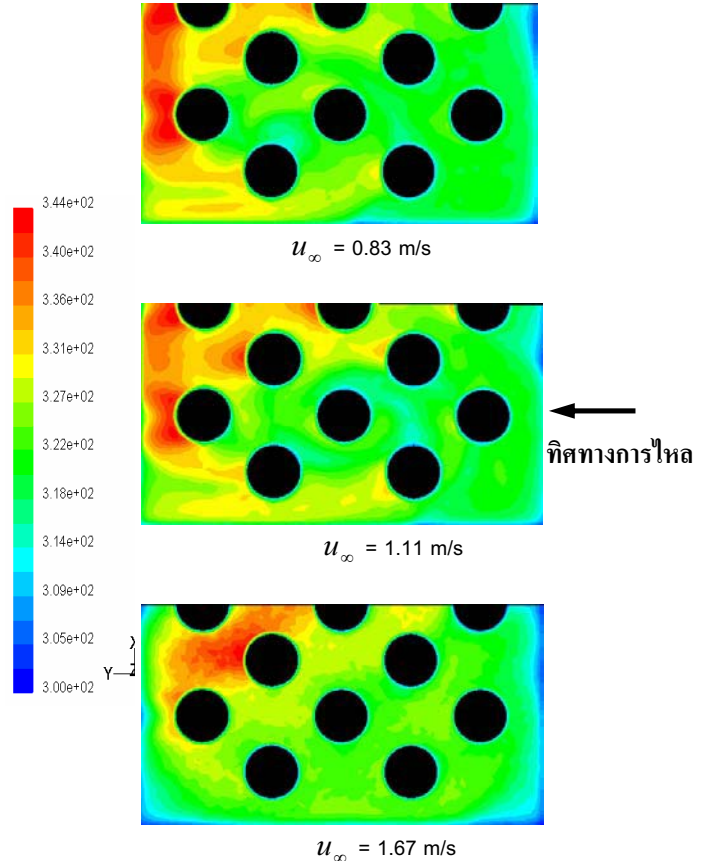 u∞ = 0.83 m/s
3.44e+02
3.40e+02
3.36e+02
3.31e+02
3.27e+02
3.22e+02
3.18e+02
3.14e+02
3.09e+02
3.05e+02
3.00e+02
ทิศทางการไหล
u∞ = 1.11 m/s
X
Y
Z
u∞ = 1.67 m/s